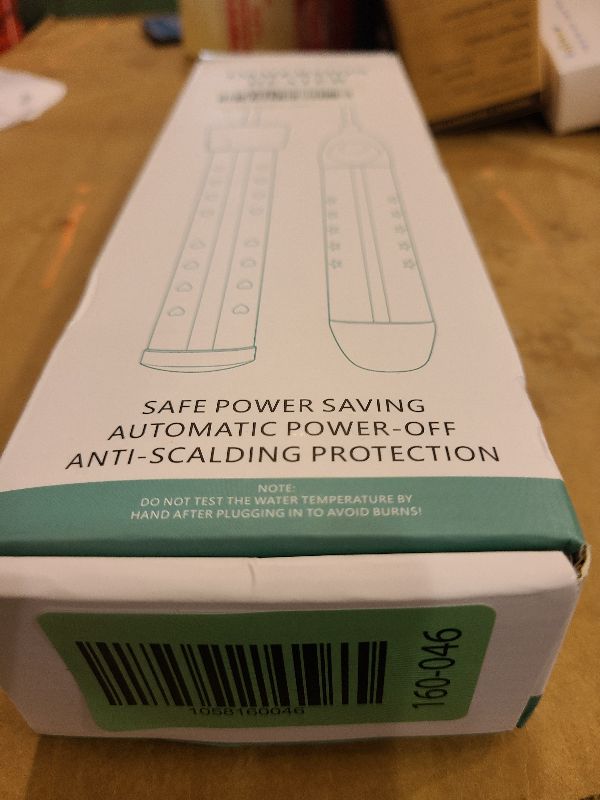 SAFE POWER SAVING
AUTOMATIC POWER-OFF
ANTI-SCALDING PROTECTION
NOTE:
DO NOT TEST THE WATER TEMPERATURE BY
HAND AFTER PLUGGING IN TO AVOID BURNS!
1058160046
160-046